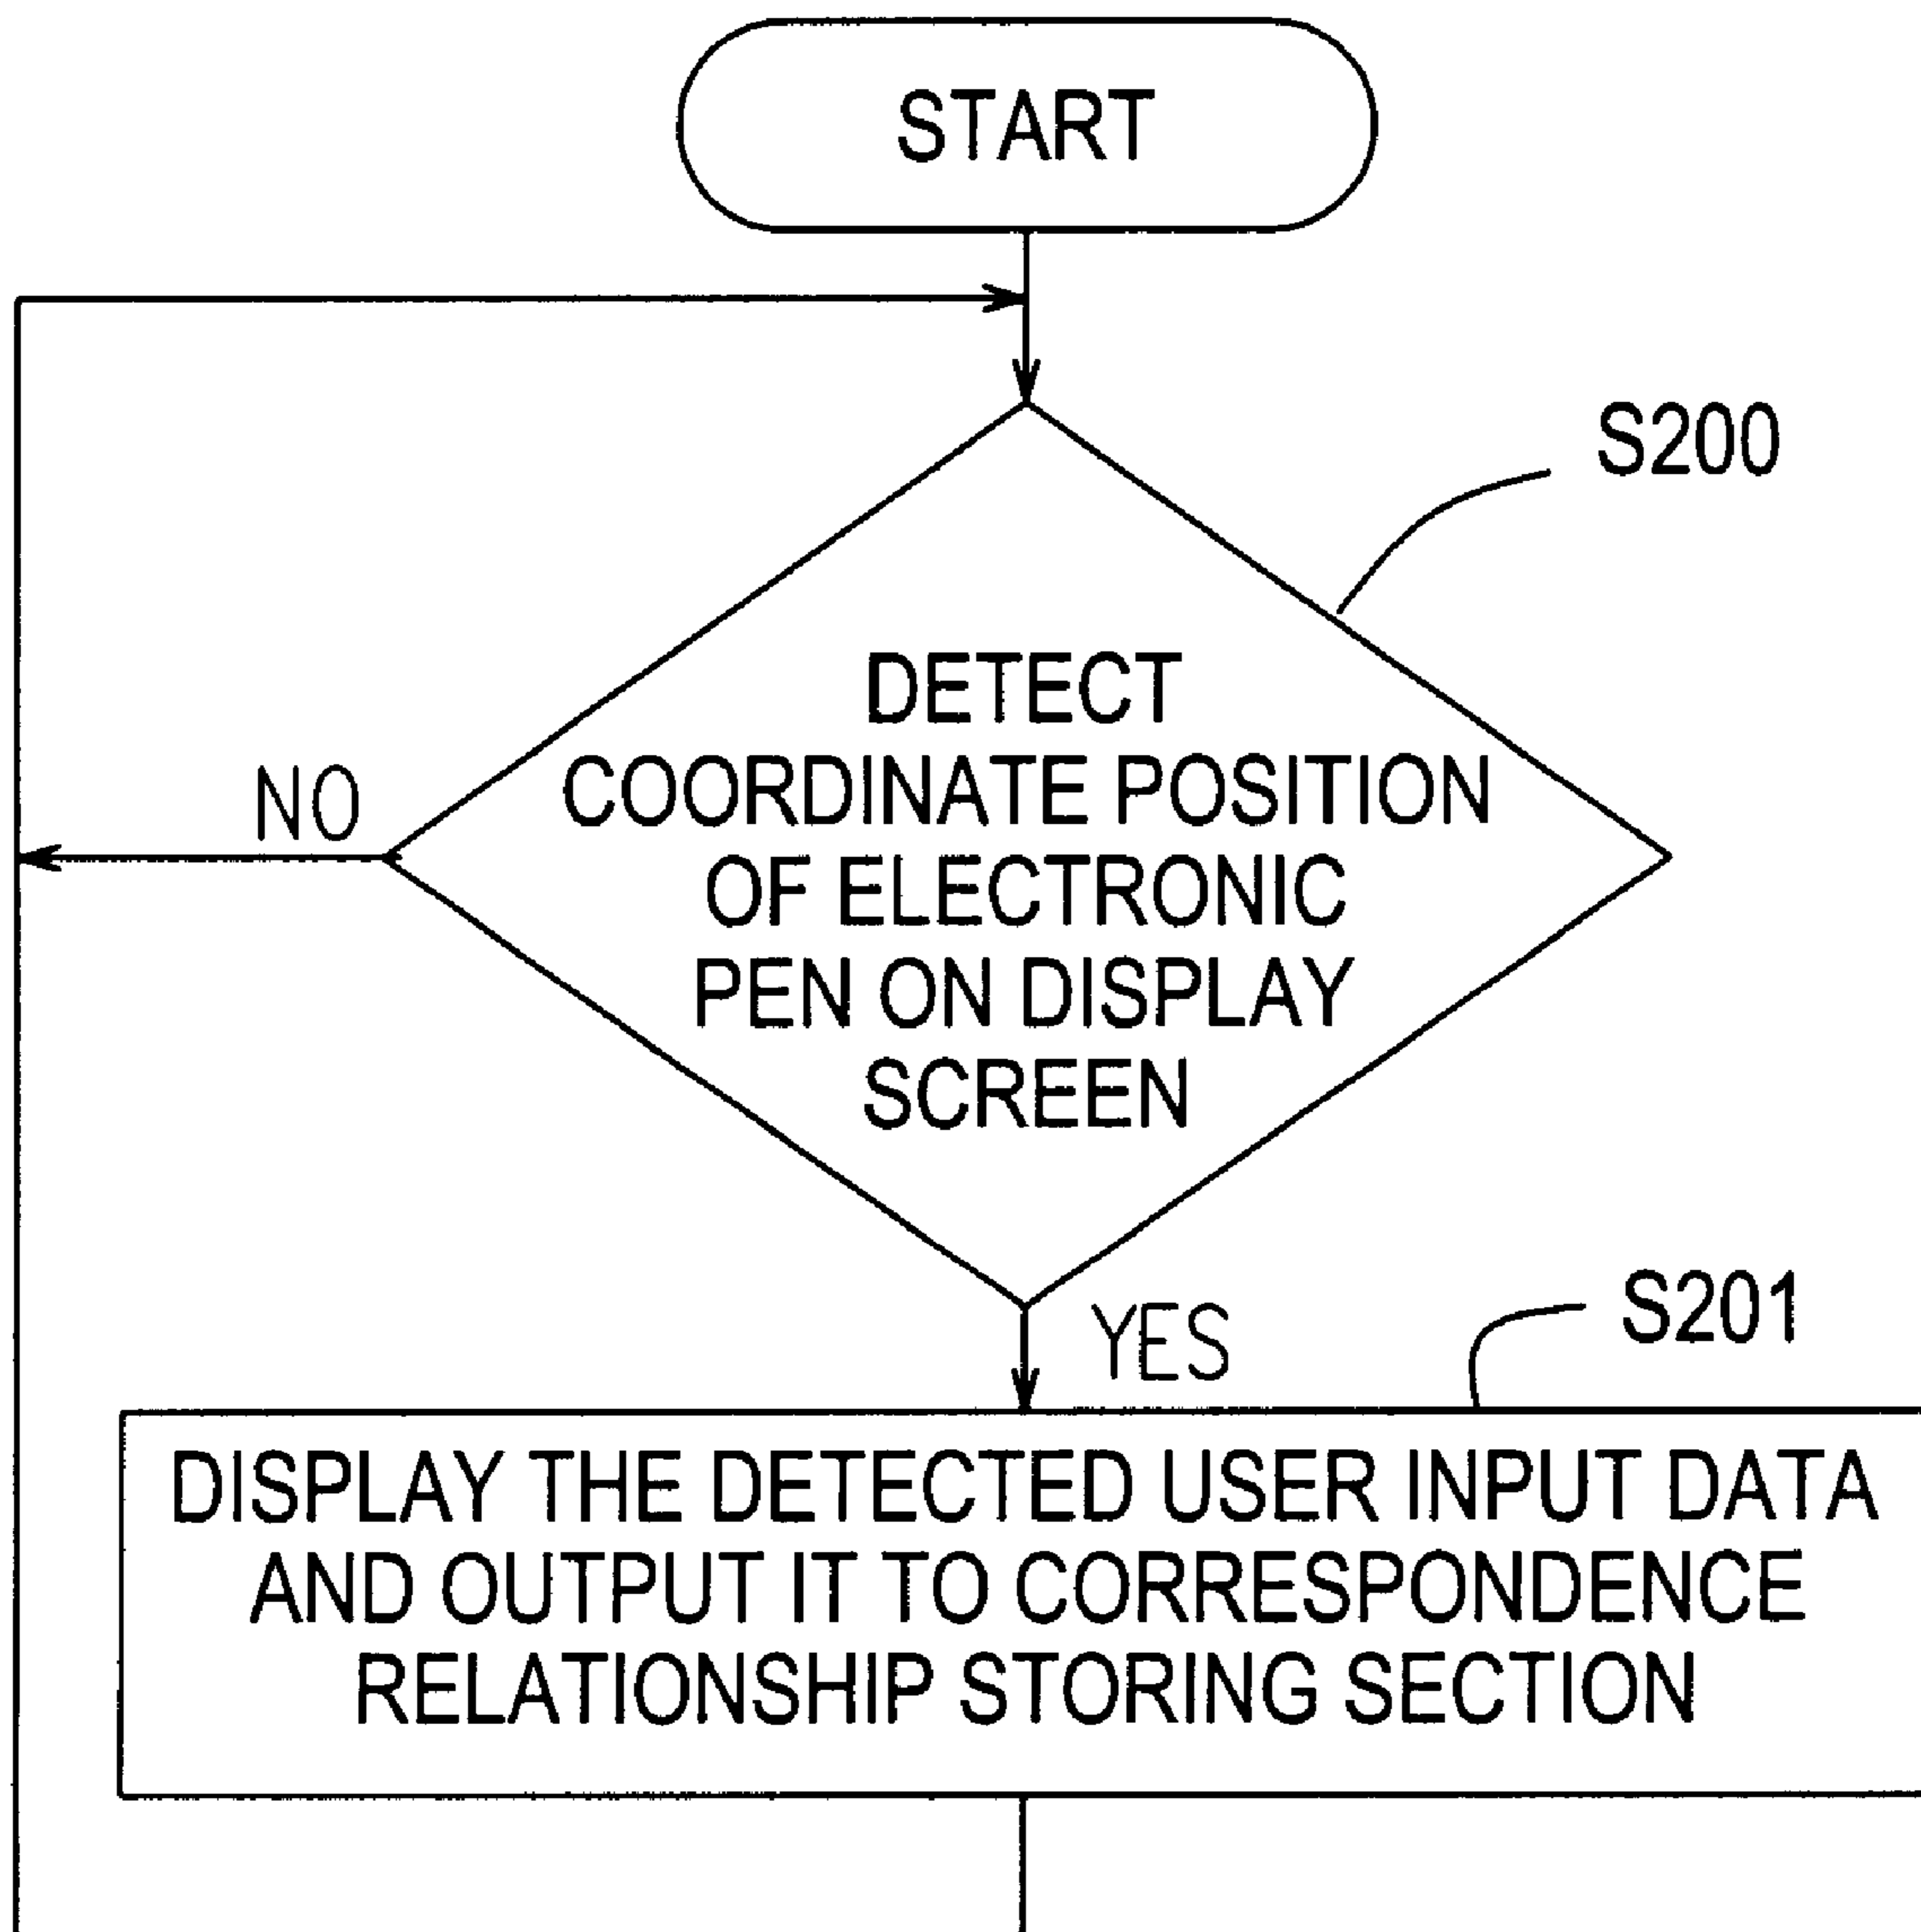 START
S200
DETECT
COORDINATE POSITION
OF ELECTRONIC
PEN ON DISPLAY
SCREEN
NO
YES
S201
DISPLAY THE DETECTED USER INPUT DATA
AND OUTPUT IT TO CORRESPONDENCE
RELATIONSHIP STORING SECTION